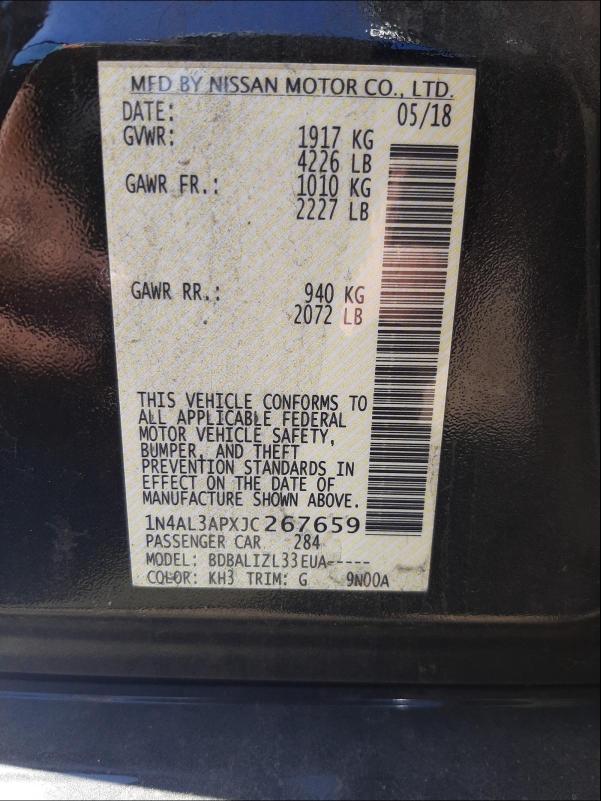 MFD BY NISSAN MOTOR CO., LTD.
DATE: 05/18
GVWR: 1917 KG
4226 LB
GAWR FR.: 1010 KG
2227 LB
GAWR RR.: 940 KG
2072 LB
THIS VEHICLE CONFORMS TO
ALL APPLICABLE FEDERAL
MOTOR VEHICLE SAFETY,
BUMPER, AND THEFT
PREVENTION STANDARDS IN
EFFECT ON THE DATE OF
MANUFACTURE SHOWN ABOVE.
1N4AL3APXJC267659
PASSENGER CAR 284
MODEL: BDBALIZL33EUA-----
COLOR: KH3 TRIM: G 9N00A